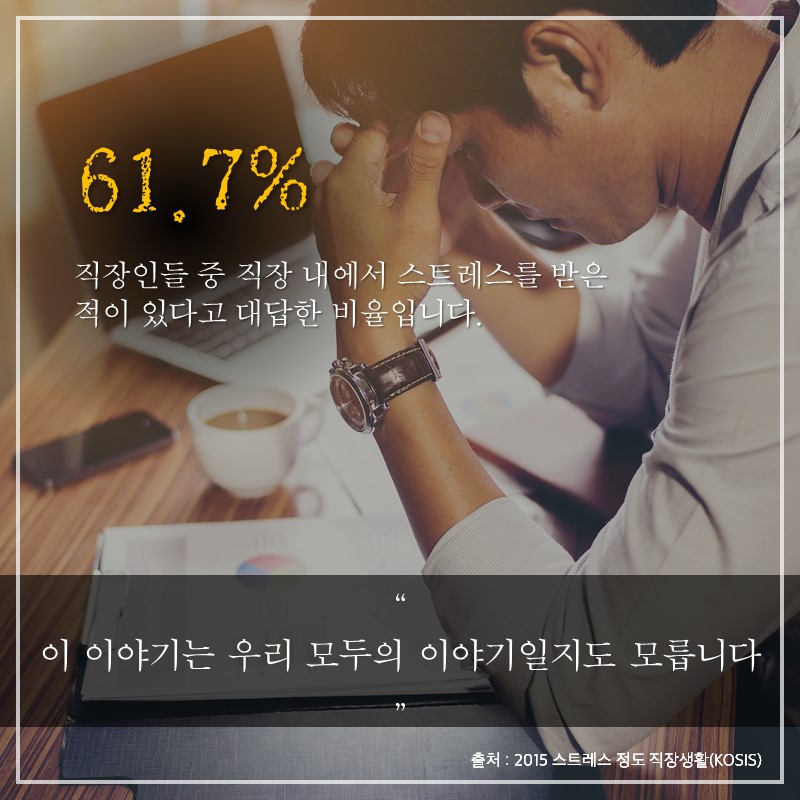 61.7%
직장인들 중 직장 내에서 스트레스를 받은
적이 있다고 대답한 비율입니다.
“
이 이야기는 우리 모두의 이야기일지도 모릅니다
”
출처 : 2015 스트레스 정도 직장생활(KOSIS)